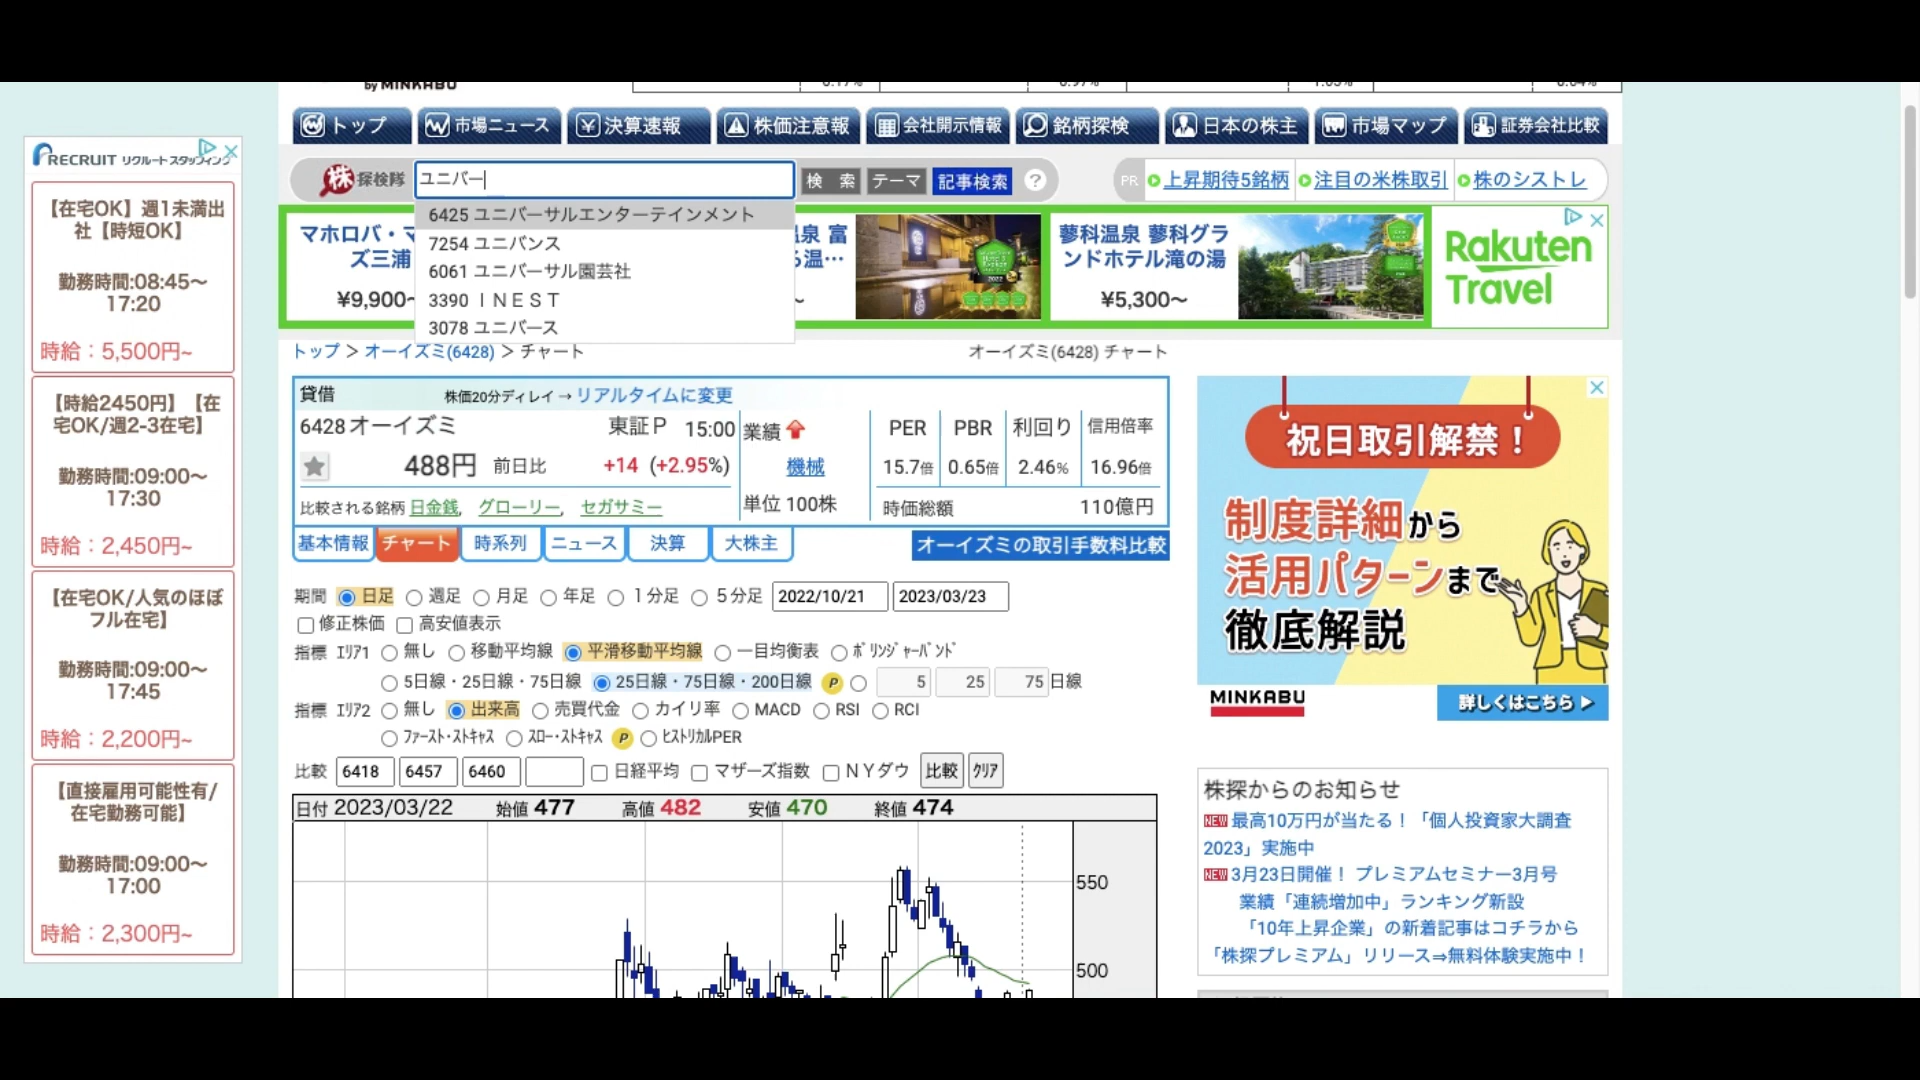 by MINKABU
トップ
市場ニュース
決算速報
株価注意報
会社開示情報
銘柄探検
日本の株主
市場マップ
証券会社比較
株 探検隊
ユニバー
検 索
テーマ
記事検索
?
PR
上昇期待5銘柄
注目の米株取引
株のシストレ
6425 ユニバーサルエンターテインメント
7254 ユニバンス
6061 ユニバーサル園芸社
3390 ＩＮＥＳＴ
3078 ユニバース
RECRUIT リクルートスタッフィング
【在宅OK】週1未満出
社【時短OK】
勤務時間:08:45〜
17:20
時給：5,500円~
【時給2450円】【在
宅OK/週2-3在宅】
勤務時間:09:00〜
17:30
時給：2,450円~
【在宅OK/人気のほぼ
フル在宅】
勤務時間:09:00〜
17:45
時給：2,200円~
【直接雇用可能性有/
在宅勤務可能】
勤務時間:09:00〜
17:00
時給：2,300円~
マホロバ・マ
ズ三浦
¥9,900~
泉 富
温…
蓼科温泉 蓼科グラ
ンドホテル滝の湯
¥5,300〜
Rakuten
Travel
トップ > オーイズミ(6428) > チャート
オーイズミ(6428) チャート
貸借
株価20分ディレイ → リアルタイムに変更
6428 オーイズミ
東証Ｐ 15:00
488円 前日比 +14 (+2.95%)
比較される銘柄 日金銭, グローリー, セガサミー
業績
機械
単位 100株
PER PBR 利回り 信用倍率
15.7倍 0.65倍 2.46% 16.96倍
時価総額 110億円
基本情報
チャート
時系列
ニュース
決算
大株主
オーイズミの取引手数料比較
期間 日足 週足 月足 年足 １分足 ５分足 2022/10/21 2023/03/23
修正株価 高安値表示
指標 ｴﾘｱ1 無し 移動平均線 平滑移動平均線 一目均衡表 ﾎﾞﾘﾝｼﾞｬｰﾊﾞﾝﾄﾞ
5日線・25日線・75日線 25日線・75日線・200日線 P 5 25 75 日線
指標 ｴﾘｱ2 無し 出来高 売買代金 カイリ率 MACD RSI RCI
ﾌｧｰｽﾄ･ｽﾄｷｬｽ ｽﾛｰ･ｽﾄｷｬｽ P ﾋｽﾄﾘｶﾙPER
比較 6418 6457 6460 日経平均 マザーズ指数 ＮＹダウ 比較 ｸﾘｱ
日付 2023/03/22 始値 477 高値 482 安値 470 終値 474
550
500
祝日取引解禁！
制度詳細から
活用パターンまで
徹底解説
MINKABU
詳しくはこちら ▶
株探からのお知らせ
NEW 最高10万円が当たる！「個人投資家大調査
2023」実施中
NEW 3月23日開催！ プレミアムセミナー3月号
業績「連続増加中」ランキング新設
「10年上昇企業」の新着記事はコチラから
「株探プレミアム」リリース⇒無料体験実施中！